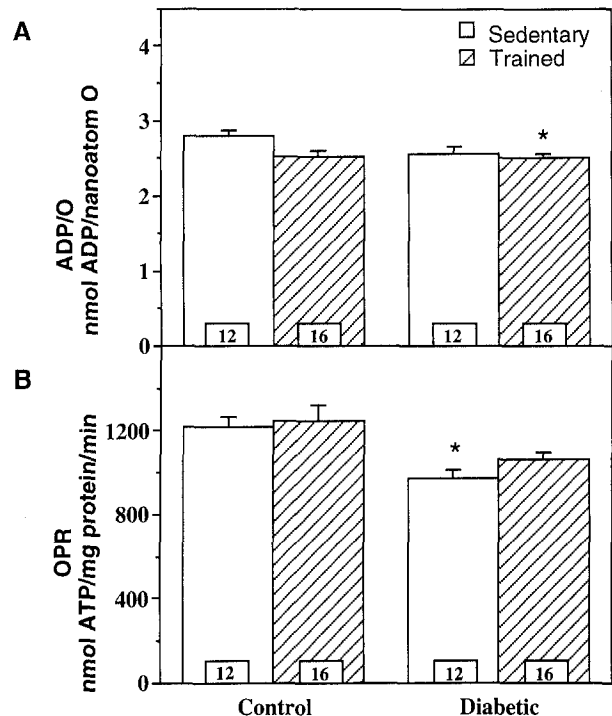 A
Sedentary
Trained
ADP/O
nmol ADP/nanoatom O
4
3
2
1
0
*
12
16
12
16
B
OPR
nmol ATP/mg protein/min
1200
800
400
0
*
12
16
12
16
Control
Diabetic